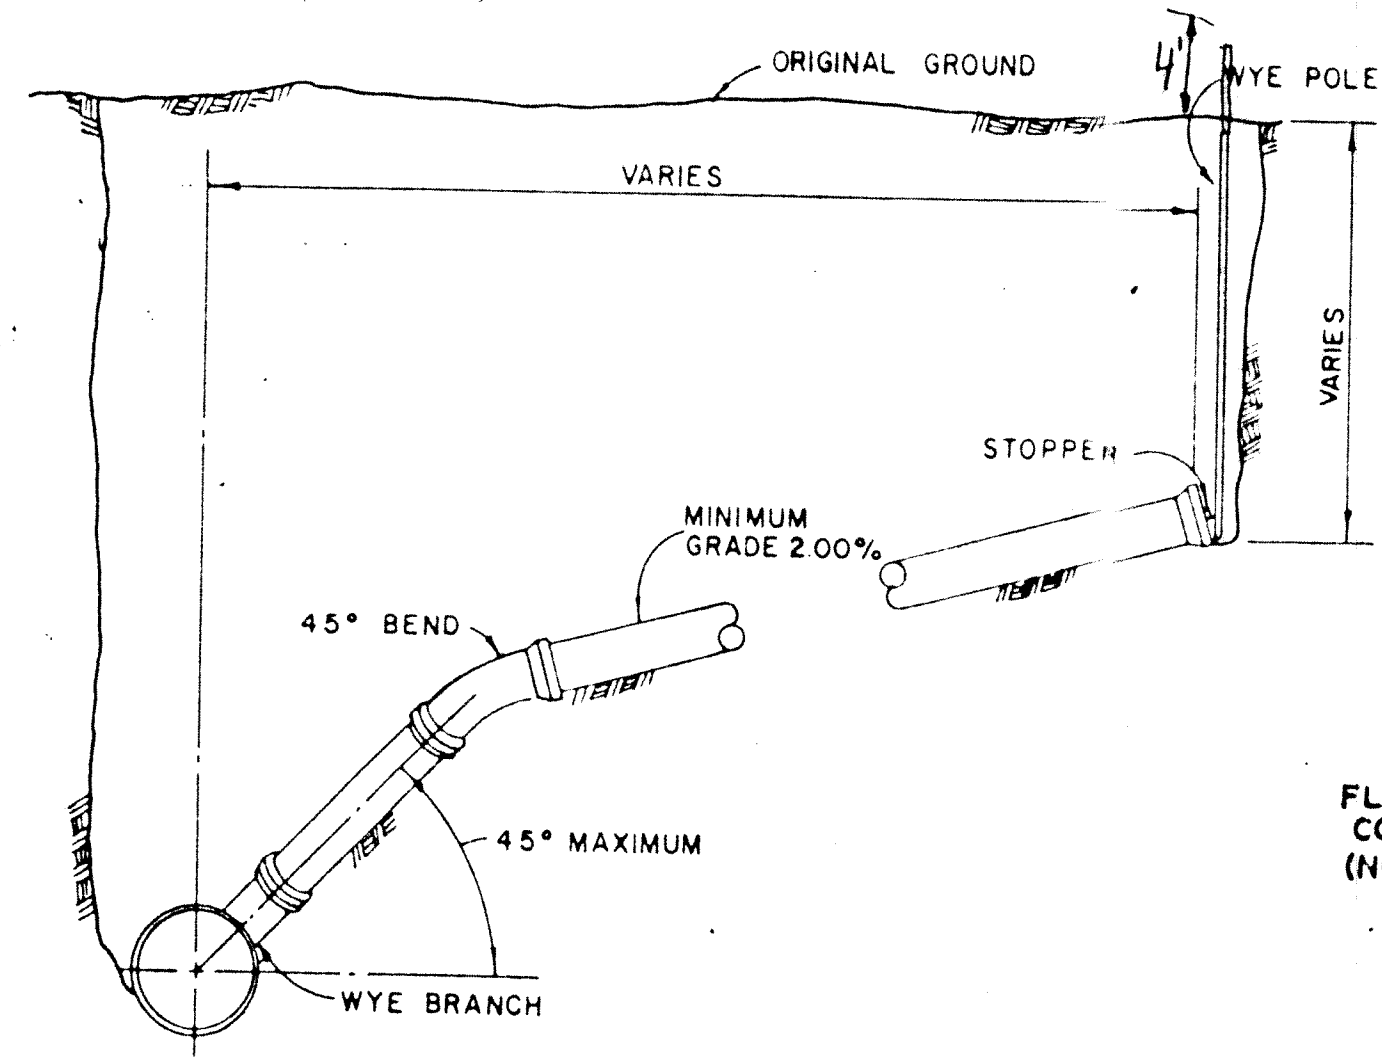 ORIGINAL GROUND
4'
WYE POLE
VARIES
VARIES
STOPPER
MINIMUM
GRADE 2.00%
45° BEND
45° MAXIMUM
WYE BRANCH